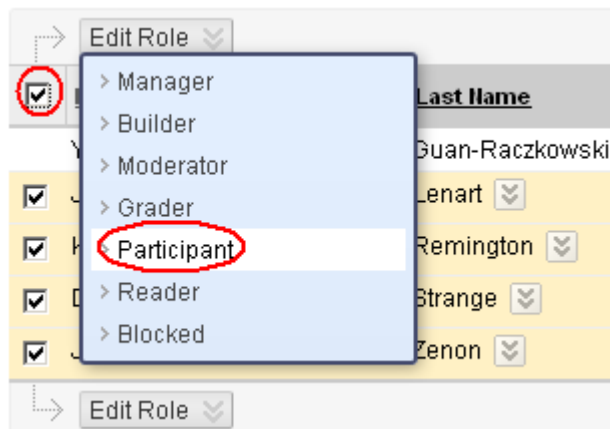 Edit Role
Manager
Last Name
Builder
Guan-Raczkowski
Moderator
Lenart
Grader
Participant
Remington
Reader
Strange
Blocked
Zenon
Edit Role